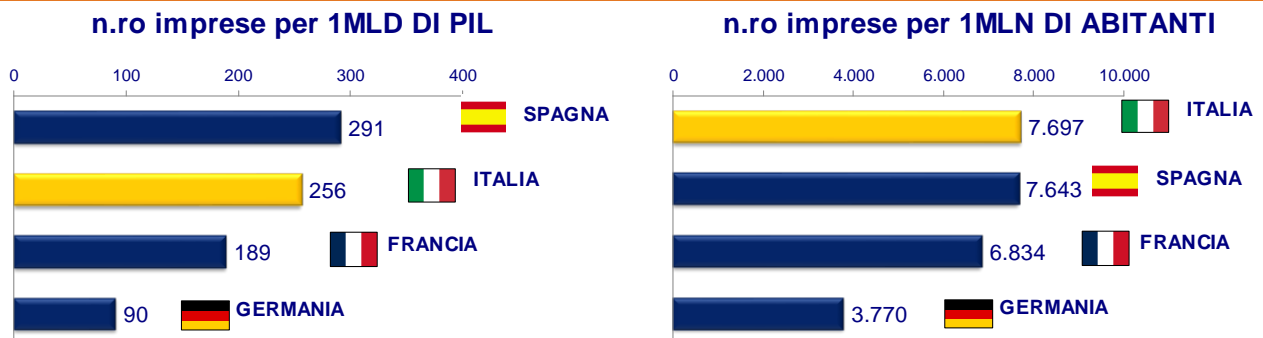 n.ro imprese per 1MLD DI PIL
0 100 200 300 400
291 SPAGNA
256 ITALIA
189 FRANCIA
90 GERMANIA
n.ro imprese per 1MLN DI ABITANTI
0 2.000 4.000 6.000 8.000 10.000
7.697 ITALIA
7.643 SPAGNA
6.834 FRANCIA
3.770 GERMANIA